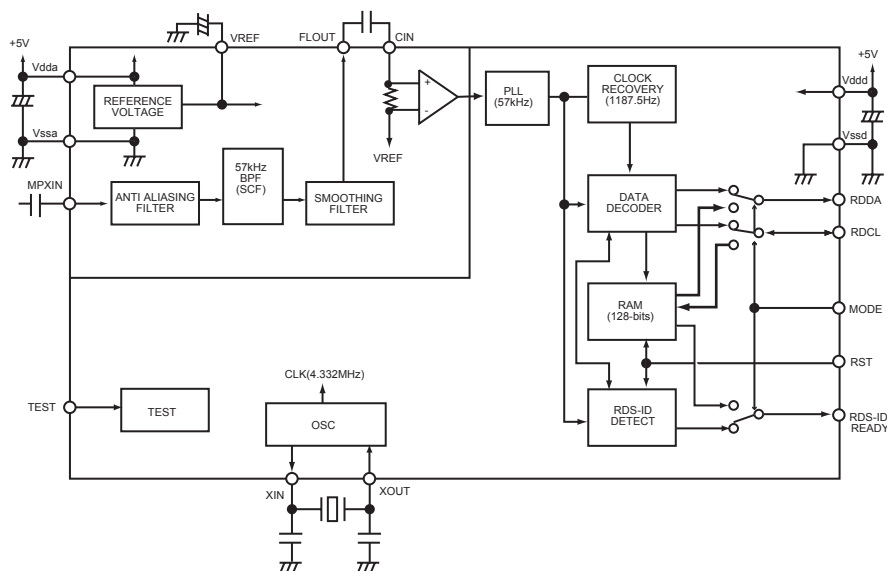 VREF
FLOUT
CIN
+5V
Vdda
REFERENCE
VOLTAGE
Vssa
+
-
VREF
PLL
(57kHz)
CLOCK
RECOVERY
(1187.5Hz)
+5V
Vddd
Vssd
MPXIN
ANTI ALIASING
FILTER
57kHz
BPF
(SCF)
SMOOTHING
FILTER
DATA
DECODER
RDDA
RDCL
RAM
(128-bits)
MODE
RST
CLK(4.332MHz)
TEST
TEST
OSC
RDS-ID
DETECT
RDS-ID
READY
XIN
XOUT